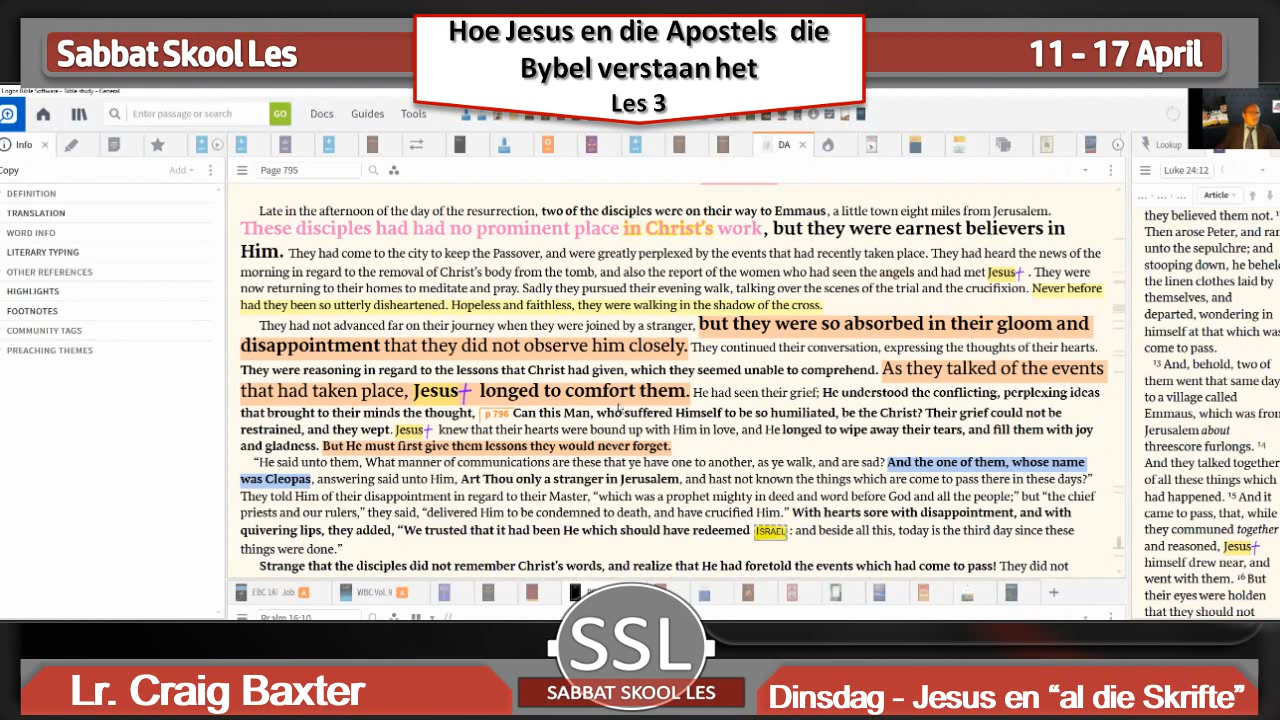 Hoe Jesus en die Apostels die
Bybel verstaan het
Les 3
Sabbat Skool Les
11 - 17 April
Logos Bible Software - Bible study - General
Enter passage or search
GO
Docs
Guides
Tools
Info
DA
Lookup
Copy
Add
Page 795
Luke 24:12
Article
DEFINITION
TRANSLATION
WORD INFO
LITERARY TYPING
OTHER REFERENCES
HIGHLIGHTS
FOOTNOTES
COMMUNITY TAGS
PREACHING THEMES
Late in the afternoon of the day of the resurrection, two of the disciples were on their way to Emmaus, a little town eight miles from Jerusalem.
These disciples had had no prominent place in Christ's work, but they were earnest believers in
Him. They had come to the city to keep the Passover, and were greatly perplexed by the events that had recently taken place. They had heard the news of the
morning in regard to the removal of Christ's body from the tomb, and also the report of the women who had seen the angels and had met Jesus . They were
now returning to their homes to meditate and pray. Sadly they pursued their evening walk, talking over the scenes of the trial and the crucifixion. Never before
had they been so utterly disheartened. Hopeless and faithless, they were walking in the shadow of the cross.
They had not advanced far on their journey when they were joined by a stranger, but they were so absorbed in their gloom and
disappointment that they did not observe him closely. They continued their conversation, expressing the thoughts of their hearts.
They were reasoning in regard to the lessons that Christ had given, which they seemed unable to comprehend. As they talked of the events
that had taken place, Jesus longed to comfort them. He had seen their grief; He understood the conflicting, perplexing ideas
that brought to their minds the thought, p 796 Can this Man, who suffered Himself to be so humiliated, be the Christ? Their grief could not be
restrained, and they wept. Jesus knew that their hearts were bound up with Him in love, and He longed to wipe away their tears, and fill them with joy
and gladness. But He must first give them lessons they would never forget.
“He said unto them, What manner of communications are these that ye have one to another, as ye walk, and are sad? And the one of them, whose name
was Cleopas, answering said unto Him, Art Thou only a stranger in Jerusalem, and hast not known the things which are come to pass there in these days?”
They told Him of their disappointment in regard to their Master, “which was a prophet mighty in deed and word before God and all the people;” but “the chief
priests and our rulers,” they said, “delivered Him to be condemned to death, and have crucified Him.” With hearts sore with disappointment, and with
quivering lips, they added, “We trusted that it had been He which should have redeemed ISRAEL: and beside all this, today is the third day since these
things were done.”
Strange that the disciples did not remember Christ's words, and realize that He had foretold the events which had come to pass! They did not
they believed them not.
Then arose Peter, and ran
unto the sepulchre; and
stooping down, he beheld
the linen clothes laid by
themselves, and
departed, wondering in
himself at that which was
come to pass.
13 And, behold, two of
them went that same day
to a village called
Emmaus, which was from
Jerusalem about
threescore furlongs. 14
And they talked together
of all these things which
had happened. 15 And it
came to pass, that, while
they communed together
and reasoned, Jesus
himself drew near, and
went with them. 16 But
their eyes were holden
that they should not
WBC Vol. 9
Psalm 16:10
SSL
SABBAT SKOOL LES
Lr. Craig Baxter
Dinsdag - Jesus en “al die Skrifte”